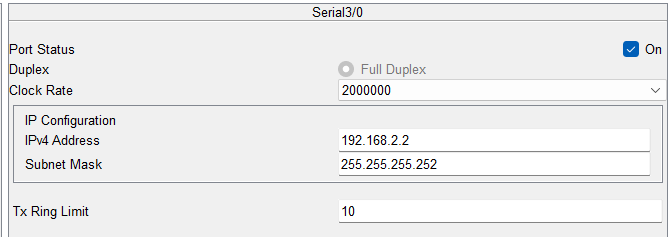 Serial3/0
Port Status On
Duplex Full Duplex
Clock Rate 2000000
IP Configuration
IPv4 Address 192.168.2.2
Subnet Mask 255.255.255.252
Tx Ring Limit 10